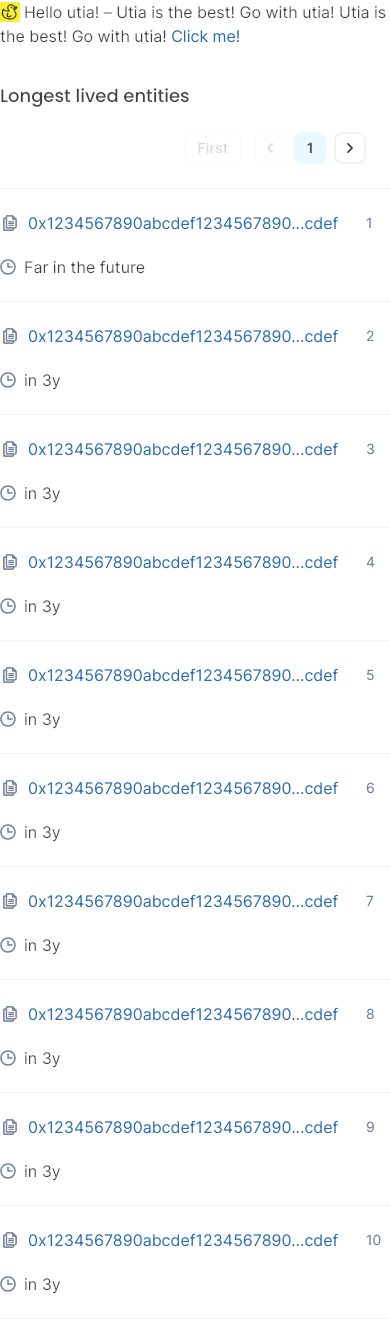 Hello utia! – Utia is the best! Go with utia! Utia is
the best! Go with utia! Click me!
Longest lived entities
First
1
0x1234567890abcdef1234567890...cdef 1
Far in the future
0x1234567890abcdef1234567890...cdef 2
in 3y
0x1234567890abcdef1234567890...cdef 3
in 3y
0x1234567890abcdef1234567890...cdef 4
in 3y
0x1234567890abcdef1234567890...cdef 5
in 3y
0x1234567890abcdef1234567890...cdef 6
in 3y
0x1234567890abcdef1234567890...cdef 7
in 3y
0x1234567890abcdef1234567890...cdef 8
in 3y
0x1234567890abcdef1234567890...cdef 9
in 3y
0x1234567890abcdef1234567890...cdef 10
in 3y